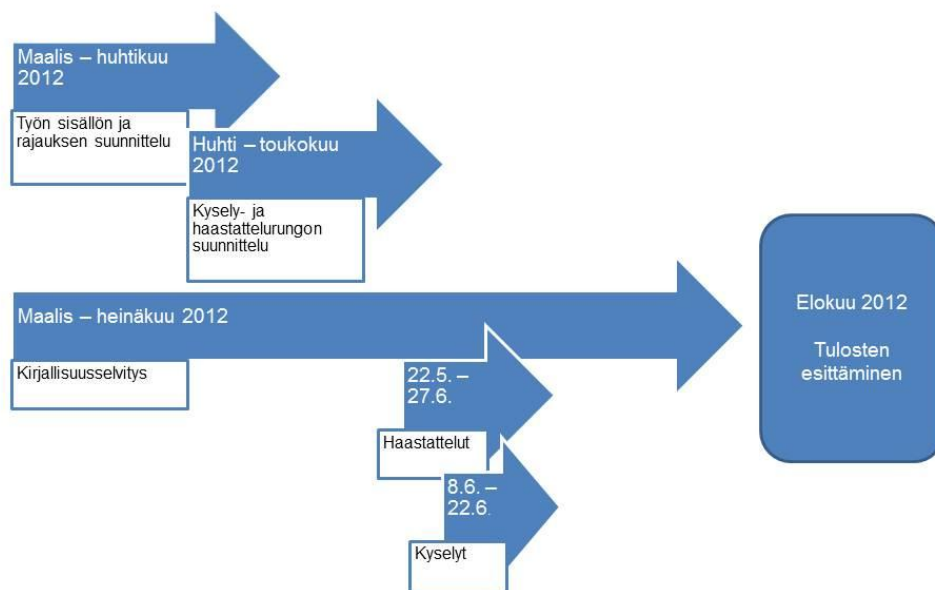 Maalis – huhtikuu
2012
Työn sisällön ja
rajauksen suunnittelu
Huhti – toukokuu
2012
Kysely- ja
haastattelurungon
suunnittelu
Maalis – heinäkuu 2012
Kirjallisuusselvitys
22.5. –
27.6.
Haastattelut
8.6. –
22.6.
Kyselyt
Elokuu 2012
Tulosten
esittäminen